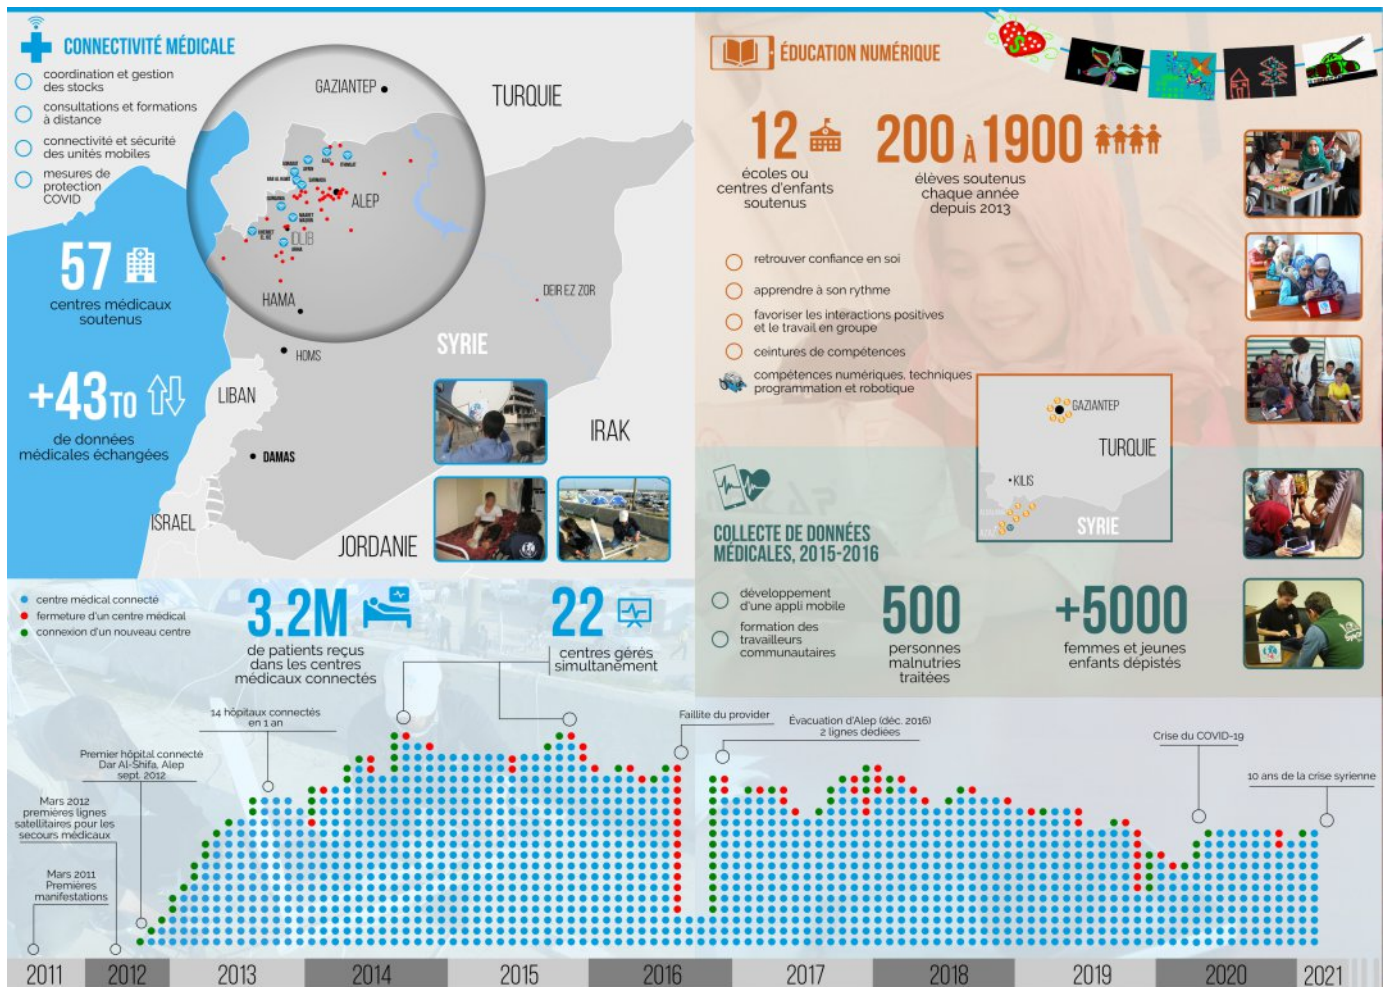 CONNECTIVITÉ MÉDICALE
coordination et gestion
des stocks
consultations et formations
à distance
connectivité et sécurité
des unités mobiles
mesures de
protection
COVID
57
centres médicaux
soutenus
+43TO
de données
médicales échangées
GAZIANTEP
TURQUIE
ALEP
IDLIB
HAMA
DEIR EZ ZOR
SYRIE
HOMS
LIBAN
IRAK
DAMAS
ISRAEL
JORDANIE
ÉDUCATION NUMÉRIQUE
12
écoles ou
centres d'enfants
soutenus
200 À 1900
élèves soutenus
chaque année
depuis 2013
retrouver confiance en soi
apprendre à son rythme
favoriser les interactions positives
et le travail en groupe
ceintures de compétences
compétences numériques, techniques
programmation et robotique
GAZIANTEP
TURQUIE
KILIS
SYRIE
COLLECTE DE DONNÉES
MÉDICALES, 2015-2016
développement
d'une appli mobile
formation des
travailleurs
communautaires
500
personnes
malnutries
traitées
+5000
femmes et jeunes
enfants dépistés
centre médical connecté
fermeture d'un centre médical
connexion d'un nouveau centre
3.2M
de patients reçus
dans les centres
médicaux connectés
22
centres gérés
simultanément
14 hôpitaux connectés
en 1 an
Faillite du provider
Évacuation d'Alep (déc. 2016)
2 lignes dédiées
Crise du COVID-19
10 ans de la crise syrienne
Premier hôpital connecté
Dar Al-Shifa, Alep
sept. 2012
Mars 2012
premières lignes
satellitaires pour les
secours médicaux
Mars 2011
Premières
manifestations
2011
2012
2013
2014
2015
2016
2017
2018
2019
2020
2021